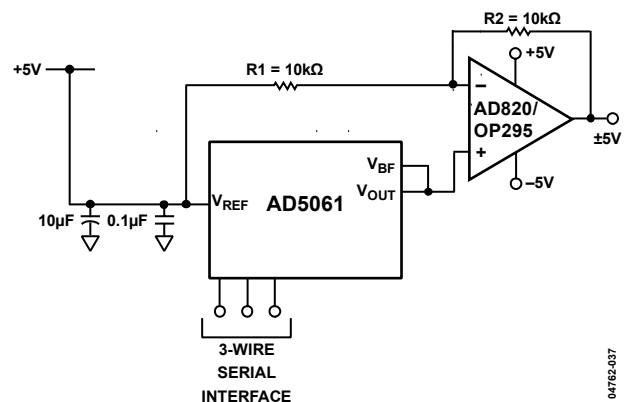 R2 = 10kΩ
+5V
R1 = 10kΩ
+5V
–
AD820/
OP295
+
±5V
–5V
VBF
VOUT
VREF
AD5061
10µF
0.1µF
3-WIRE
SERIAL
INTERFACE
04762-037